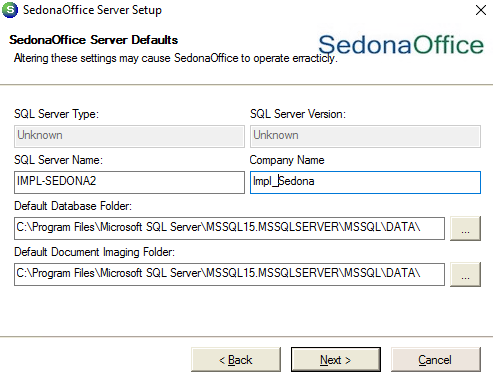 SedonaOffice Server Setup
SedonaOffice Server Defaults
Altering these settings may cause SedonaOffice to operate erracticly.
SedonaOffice
SQL Server Type: SQL Server Version:
Unknown Unknown
SQL Server Name: Company Name
IMPL-SEDONA2 Impl_Sedona
Default Database Folder:
C:\Program Files\Microsoft SQL Server\MSSQL15.MSSQLSERVER\MSSQL\DATA\ ...
Default Document Imaging Folder:
C:\Program Files\Microsoft SQL Server\MSSQL15.MSSQLSERVER\MSSQL\DATA\ ...
< Back Next > Cancel